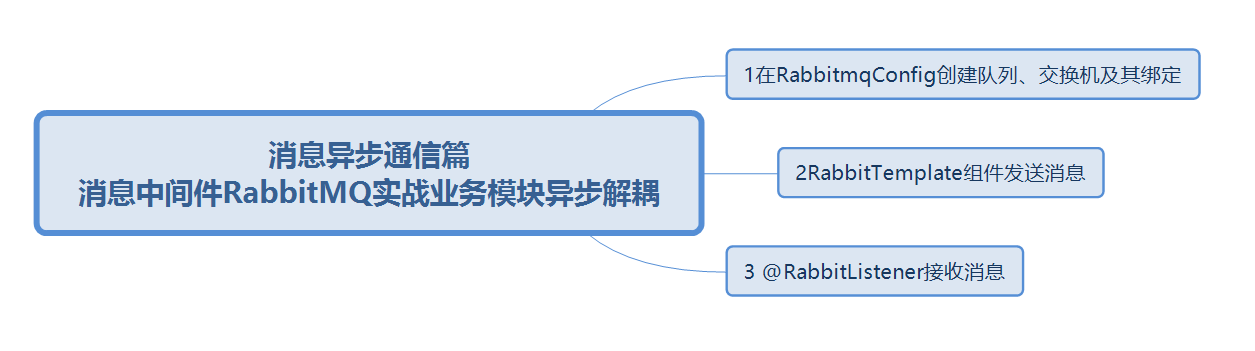 消息异步通信篇
消息中间件RabbitMQ实战业务模块异步解耦
1在RabbitmqConfig创建队列、交换机及其绑定
2RabbitTemplate组件发送消息
3 @RabbitListener接收消息